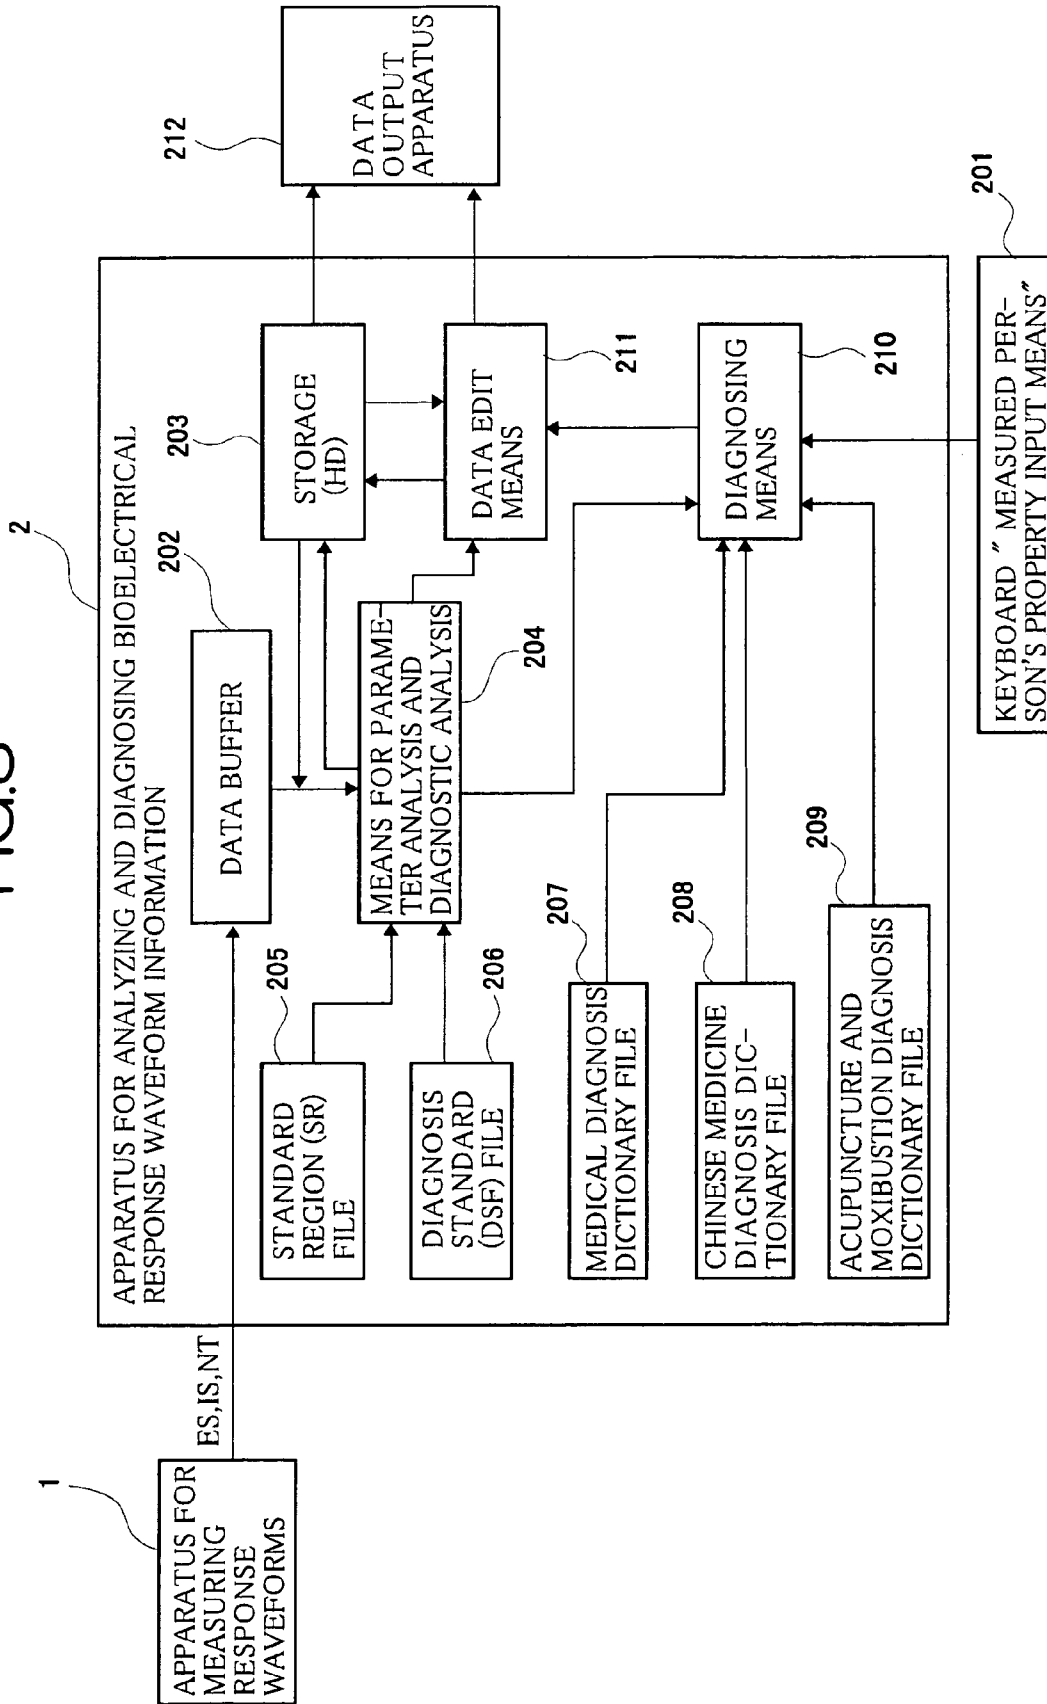 2
1
APPARATUS FOR
MEASURING
RESPONSE
WAVEFORMS
ES,IS,NT
APPARATUS FOR ANALYZING AND DIAGNOSING BIOELECTRICAL
RESPONSE WAVEFORM INFORMATION
202
DATA BUFFER
203
STORAGE
(HD)
212
DATA
OUTPUT
APPARATUS
205
STANDARD
REGION (SR)
FILE
MEANS FOR PARAME-
TER ANALYSIS AND
DIAGNOSTIC ANALYSIS
204
DATA EDIT
MEANS
211
206
DIAGNOSIS
STANDARD
(DSF) FILE
207
MEDICAL DIAGNOSIS
DICTIONARY FILE
208
CHINESE MEDICINE
DIAGNOSIS DIC-
TIONARY FILE
DIAGNOSING
MEANS
210
209
ACUPUNCTURE AND
MOXIBUSTION DIAGNOSIS
DICTIONARY FILE
201
KEYBOARD ″ MEASURED PER-
SON'S PROPERTY INPUT MEANS″